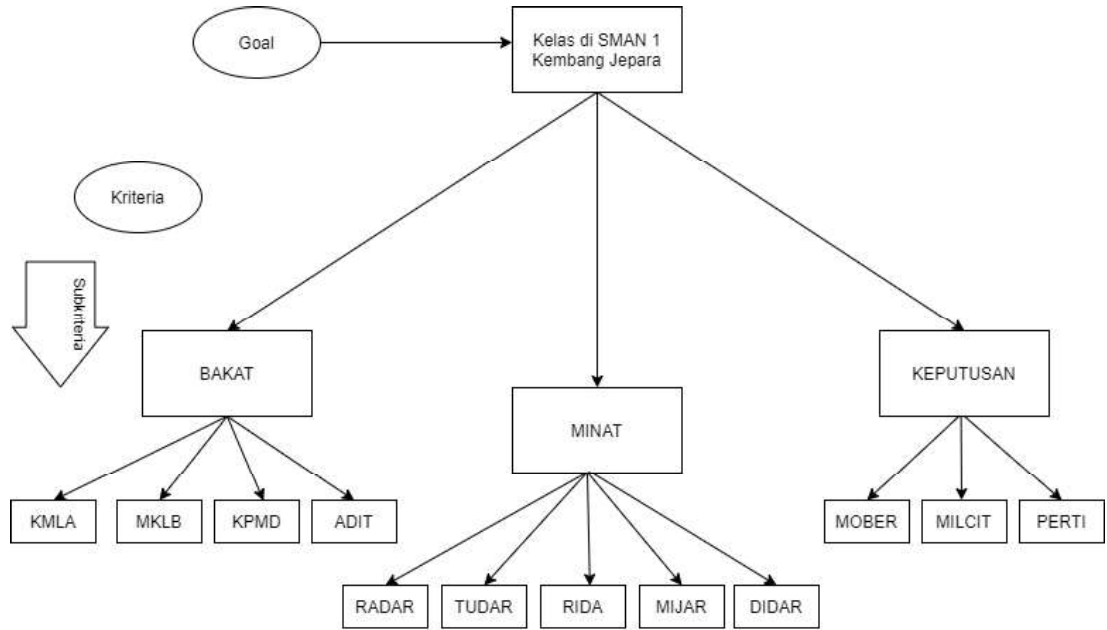 Goal
Kelas di SMAN 1
Kembang Jepara
Kriteria
Subkriteria
BAKAT
KEPUTUSAN
MINAT
KMLA
MKLB
KPMD
ADIT
MOBER
MILCIT
PERTI
RADAR
TUDAR
RIDA
MIJAR
DIDAR